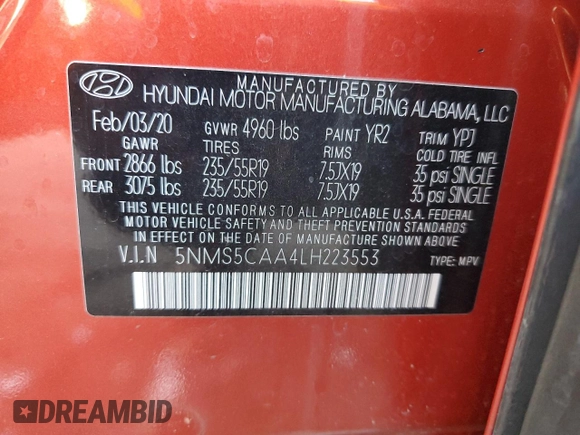 MANUFACTURED BY
HYUNDAI MOTOR MANUFACTURING ALABAMA, LLC
Feb/03/20 GVWR 4960 lbs PAINT YR2 TRIM YPJ
GAWR TIRES RIMS COLD TIRE INFL
FRONT 2866 lbs 235/55R19 7.5JX19 35 psi SINGLE
REAR 3075 lbs 235/55R19 7.5JX19 35 psi SINGLE
THIS VEHICLE CONFORMS TO ALL APPLICABLE U.S.A. FEDERAL
MOTOR VEHICLE SAFETY AND THEFT PREVENTION STANDARDS
IN EFFECT ON THE DATE OF MANUFACTURE SHOWN ABOVE.
V.I.N 5NMS5CAA4LH223553 TYPE: MPV
DREAMBID